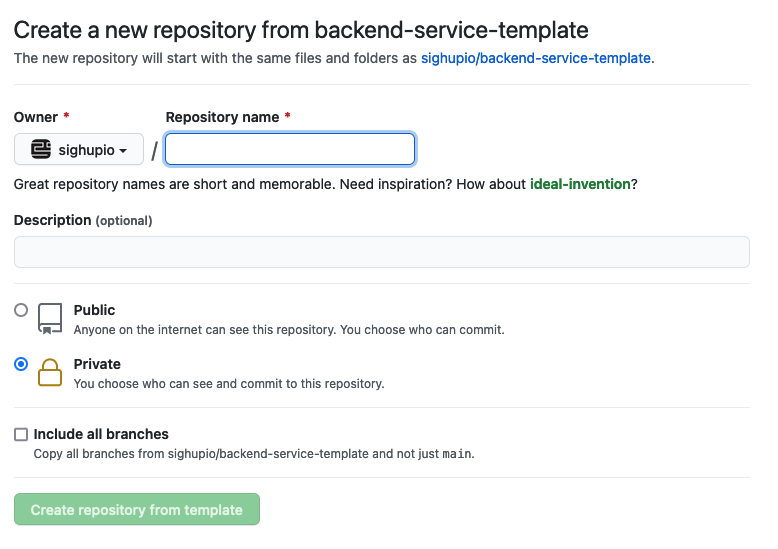 Create a new repository from backend-service-template
The new repository will start with the same files and folders as sighupio/backend-service-template.
Owner * Repository name *
sighupio /
Great repository names are short and memorable. Need inspiration? How about ideal-invention?
Description (optional)
Public
Anyone on the internet can see this repository. You choose who can commit.
Private
You choose who can see and commit to this repository.
Include all branches
Copy all branches from sighupio/backend-service-template and not just main.
Create repository from template